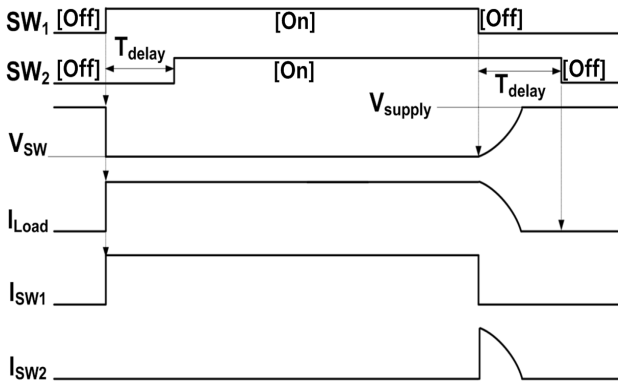 [Off] [On] [Off]
SW1
Tdelay
[Off] [On] [Off]
SW2
Tdelay
Vsupply
VSW
ILoad
ISW1
ISW2